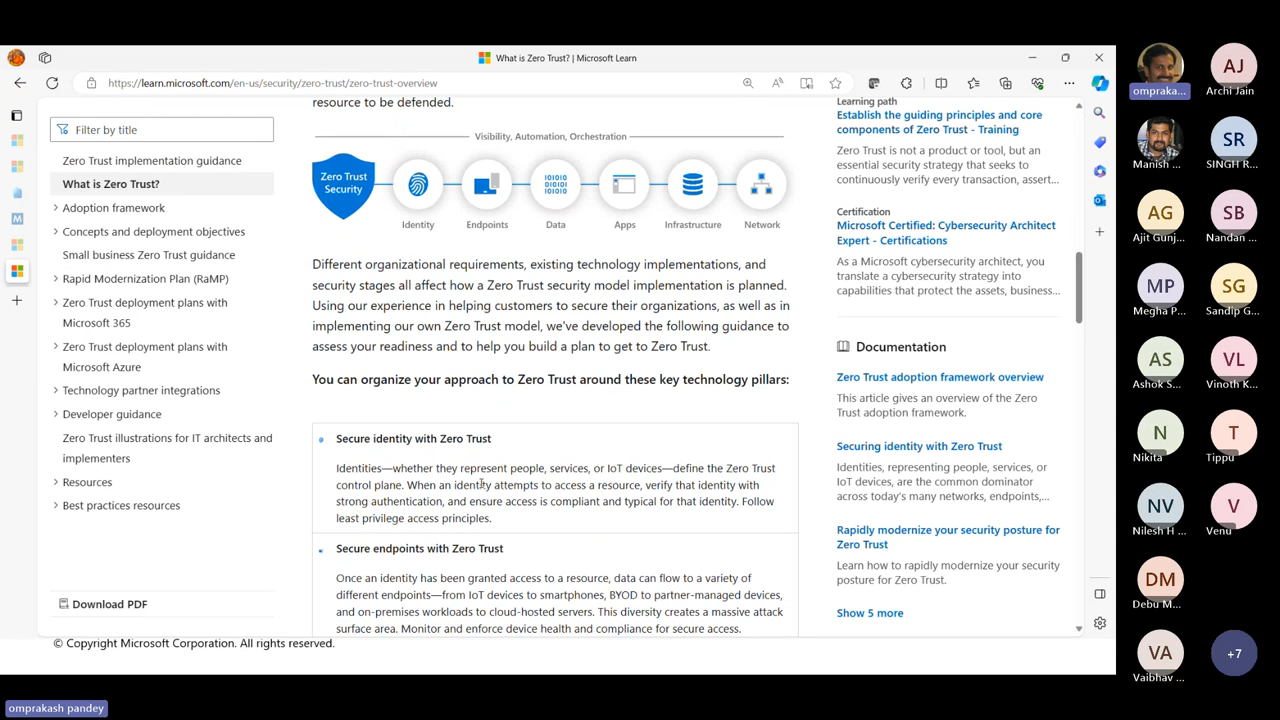 What is Zero Trust? | Microsoft Learn
https://learn.microsoft.com/en-us/security/zero-trust/zero-trust-overview
Filter by title
Zero Trust implementation guidance
What is Zero Trust?
Adoption framework
Concepts and deployment objectives
Small business Zero Trust guidance
Rapid Modernization Plan (RaMP)
Zero Trust deployment plans with
Microsoft 365
Zero Trust deployment plans with
Microsoft Azure
Technology partner integrations
Developer guidance
Zero Trust illustrations for IT architects and
implementers
Resources
Best practices resources
Download PDF
resource to be defended.
Visibility, Automation, Orchestration
Zero Trust
Security
Identity
Endpoints
Data
Apps
Infrastructure
Network
Different organizational requirements, existing technology implementations, and
security stages all affect how a Zero Trust security model implementation is planned.
Using our experience in helping customers to secure their organizations, as well as in
implementing our own Zero Trust model, we've developed the following guidance to
assess your readiness and to help you build a plan to get to Zero Trust.
You can organize your approach to Zero Trust around these key technology pillars:
Secure identity with Zero Trust
Identities—whether they represent people, services, or IoT devices—define the Zero Trust
control plane. When an identity attempts to access a resource, verify that identity with
strong authentication, and ensure access is compliant and typical for that identity. Follow
least privilege access principles.
Secure endpoints with Zero Trust
Once an identity has been granted access to a resource, data can flow to a variety of
different endpoints—from IoT devices to smartphones, BYOD to partner-managed devices,
and on-premises workloads to cloud-hosted servers. This diversity creates a massive attack
surface area. Monitor and enforce device health and compliance for secure access.
Learning path
Establish the guiding principles and core
components of Zero Trust - Training
Zero Trust is not a product or tool, but an
essential security strategy that seeks to
continuously verify every transaction, assert...
Certification
Microsoft Certified: Cybersecurity Architect
Expert - Certifications
As a Microsoft cybersecurity architect, you
translate a cybersecurity strategy into
capabilities that protect the assets, business...
Documentation
Zero Trust adoption framework overview
This article gives an overview of the Zero
Trust adoption framework.
Securing identity with Zero Trust
Identities, representing people, services, or
IoT devices, are the common dominator
across today's many networks, endpoints,...
Rapidly modernize your security posture for
Zero Trust
Learn how to rapidly modernize your security
posture for Zero Trust.
Show 5 more
© Copyright Microsoft Corporation. All rights reserved.
omprakash pandey
ompraka...
AJ
Archi Jain
Manish ...
SR
SINGH R...
AG
Ajit Gunj...
SB
Nandan ...
MP
Megha P...
SG
Sandip G...
AS
Ashok S...
VL
Vinoth K...
N
Nikita
T
Tippu
NV
Nilesh H ...
V
Venu
DM
Debu M...
VA
Vaibhav ...
+7